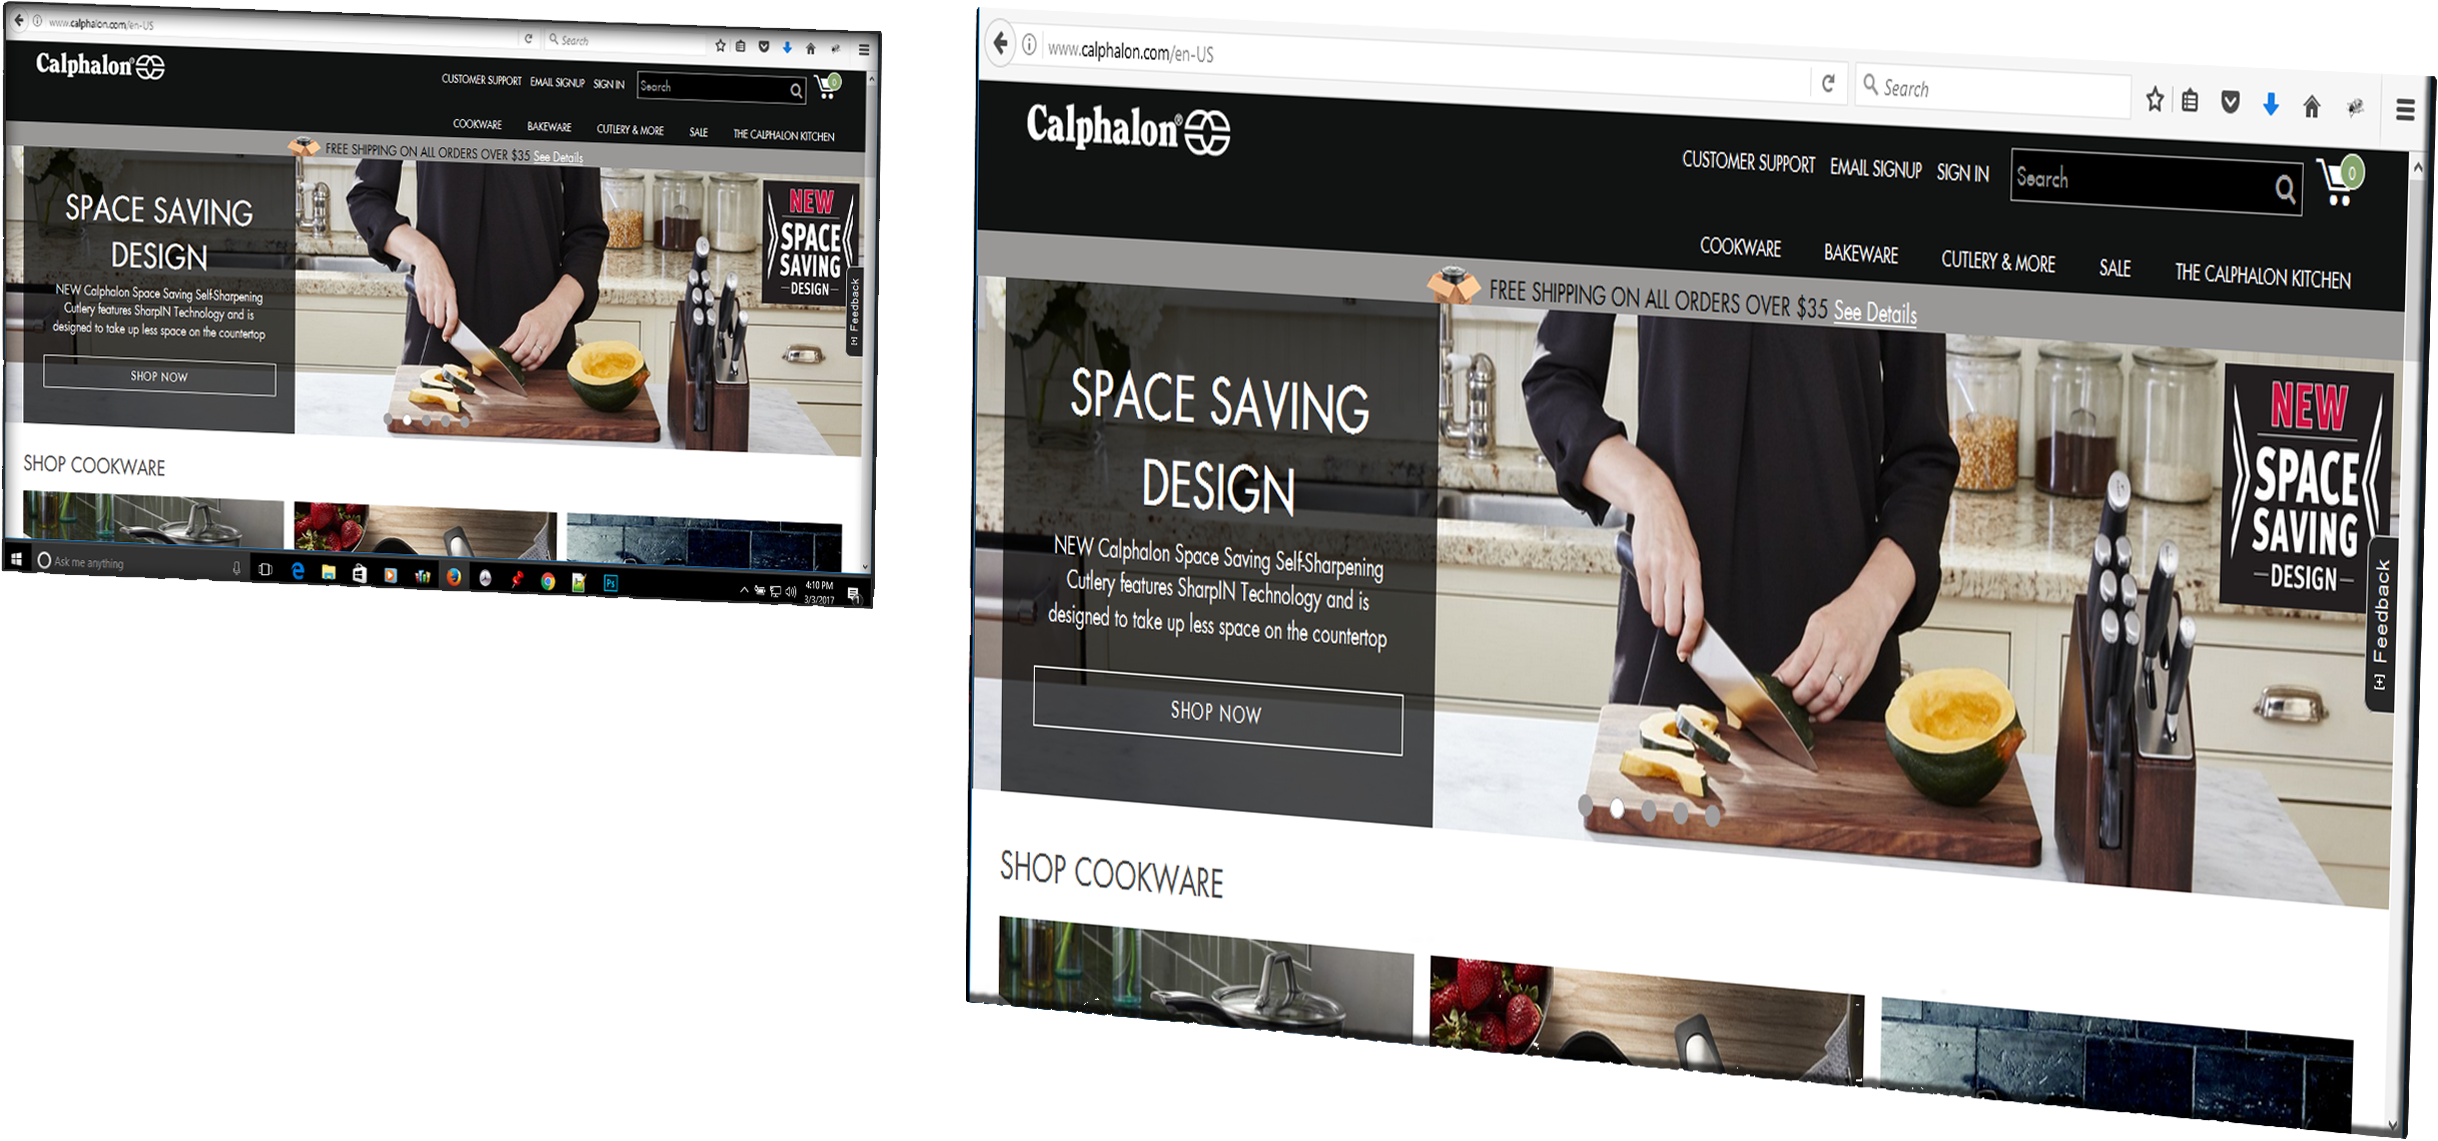 www.calphalon.com/en-US
Search
Calphalon®
CUSTOMER SUPPORT EMAIL SIGNUP SIGN IN Search 0
COOKWARE BAKEWARE CUTLERY & MORE SALE THE CALPHALON KITCHEN
FREE SHIPPING ON ALL ORDERS OVER $35 See Details
SPACE SAVING
DESIGN
NEW Calphalon Space Saving Self-Sharpening
Cutlery features SharpIN Technology and is
designed to take up less space on the countertop
SHOP NOW
NEW
SPACE
SAVING
DESIGN
[+] Feedback
SHOP COOKWARE
Ask me anything
Ps
4:10 PM
3/3/2017
1
www.calphalon.com/en-US
Search
Calphalon®
CUSTOMER SUPPORT EMAIL SIGNUP SIGN IN Search 0
COOKWARE BAKEWARE CUTLERY & MORE SALE THE CALPHALON KITCHEN
FREE SHIPPING ON ALL ORDERS OVER $35 See Details
SPACE SAVING
DESIGN
NEW Calphalon Space Saving Self-Sharpening
Cutlery features SharpIN Technology and is
designed to take up less space on the countertop
SHOP NOW
NEW
SPACE
SAVING
DESIGN
[+] Feedback
SHOP COOKWARE